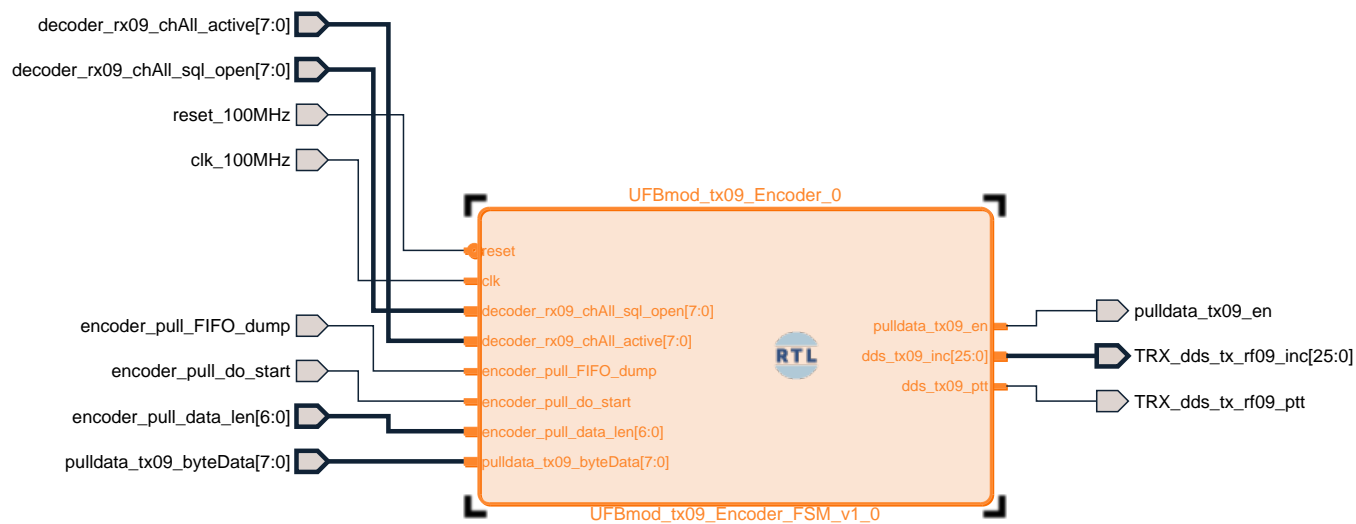 decoder_rx09_chAll_active[7:0]
decoder_rx09_chAll_sql_open[7:0]
reset_100MHz
clk_100MHz
encoder_pull_FIFO_dump
encoder_pull_do_start
encoder_pull_data_len[6:0]
pulldata_tx09_byteData[7:0]
UFBmod_tx09_Encoder_0
reset
clk
decoder_rx09_chAll_sql_open[7:0]
decoder_rx09_chAll_active[7:0]
encoder_pull_FIFO_dump
encoder_pull_do_start
encoder_pull_data_len[6:0]
pulldata_tx09_byteData[7:0]
RTL
pulldata_tx09_en
dds_tx09_inc[25:0]
dds_tx09_ptt
UFBmod_tx09_Encoder_FSM_v1_0
pulldata_tx09_en
TRX_dds_tx_rf09_inc[25:0]
TRX_dds_tx_rf09_ptt